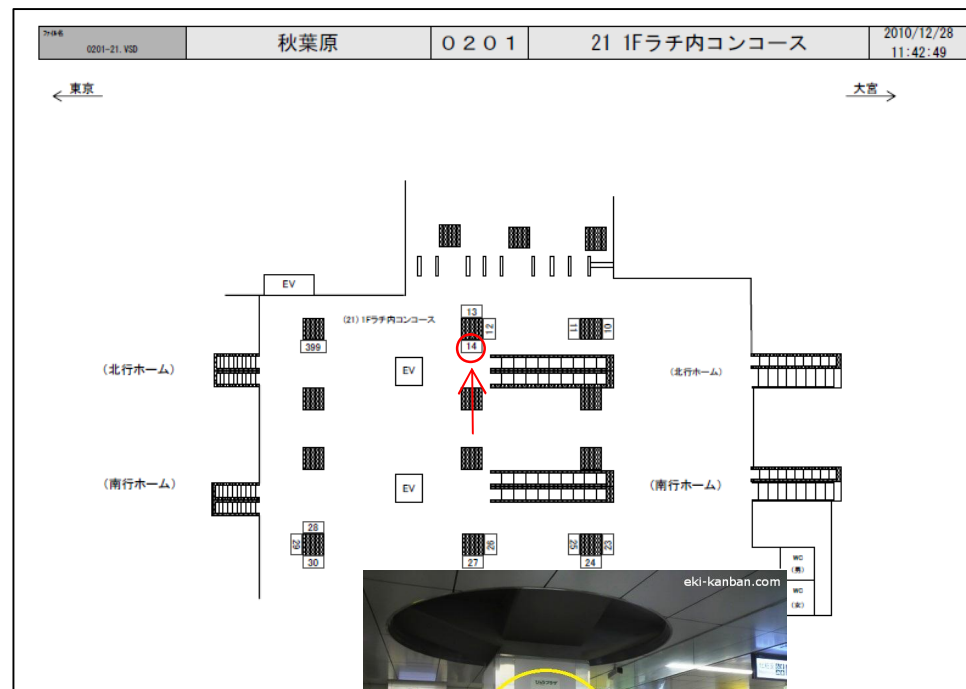 ファイル名
0201-21.VSD
秋葉原
0201
21 1Fラチ内コンコース
2010/12/28
11:42:49
東京
大宮
EV
(21)1Fラチ内コンコース
13
12
14
11
10
399
(北行ホーム)
EV
(北行ホーム)
(南行ホーム)
EV
(南行ホーム)
28
29
30
26
27
25
23
24
WC
(男)
WC
(女)
eki-kanban.com